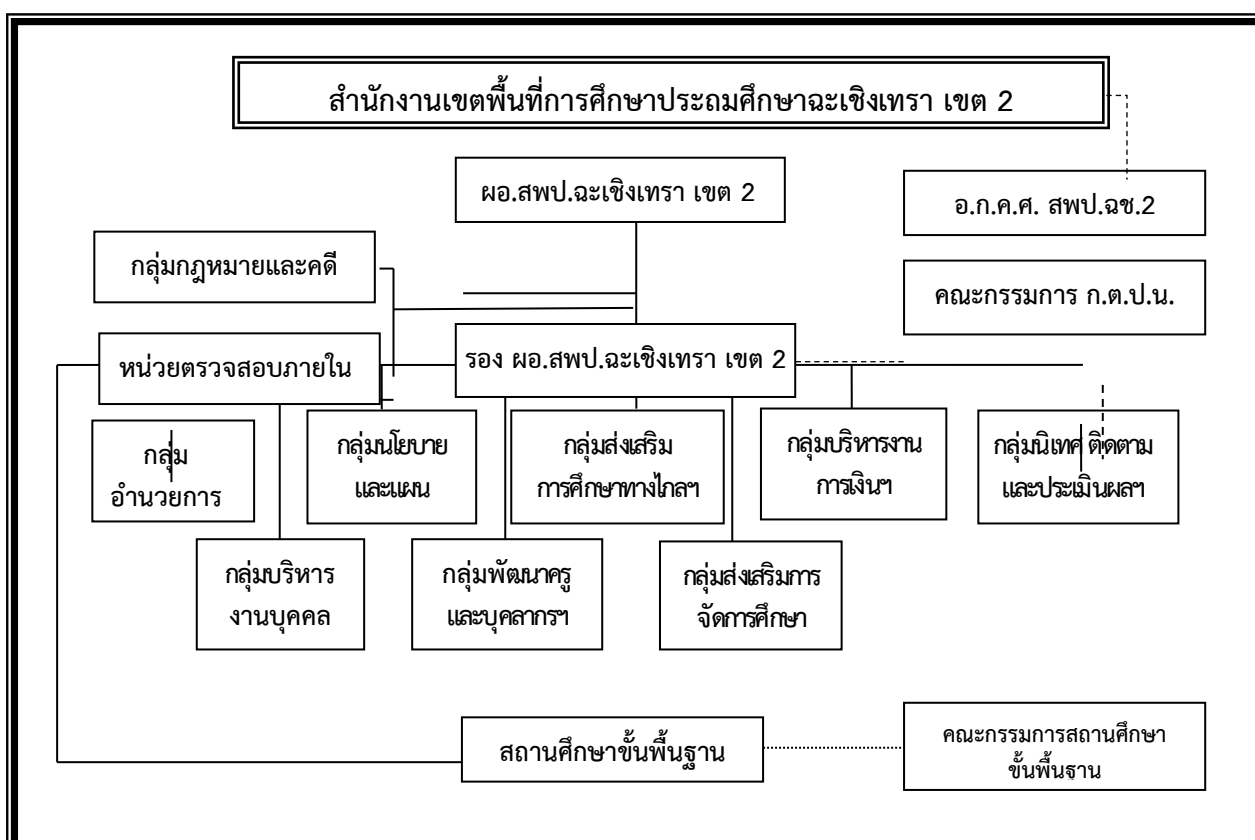 สำนักงานเขตพื้นที่การศึกษาประถมศึกษาฉะเชิงเทรา เขต 2
ผอ.สพป.ฉะเชิงเทรา เขต 2
อ.ก.ค.ศ. สพป.ฉช.2
กลุ่มกฎหมายและคดี
คณะกรรมการ ก.ต.ป.น.
หน่วยตรวจสอบภายใน
รอง ผอ.สพป.ฉะเชิงเทรา เขต 2
กลุ่ม
อำนวยการ
กลุ่มนโยบาย
และแผน
กลุ่มส่งเสริม
การศึกษาทางไกลฯ
กลุ่มบริหารงาน
การเงินฯ
กลุ่มนิเทศ ติดตาม
และประเมินผลฯ
กลุ่มบริหาร
งานบุคคล
กลุ่มพัฒนาครู
และบุคลากรฯ
กลุ่มส่งเสริมการ
จัดการศึกษา
สถานศึกษาขั้นพื้นฐาน
คณะกรรมการสถานศึกษา
ขั้นพื้นฐาน